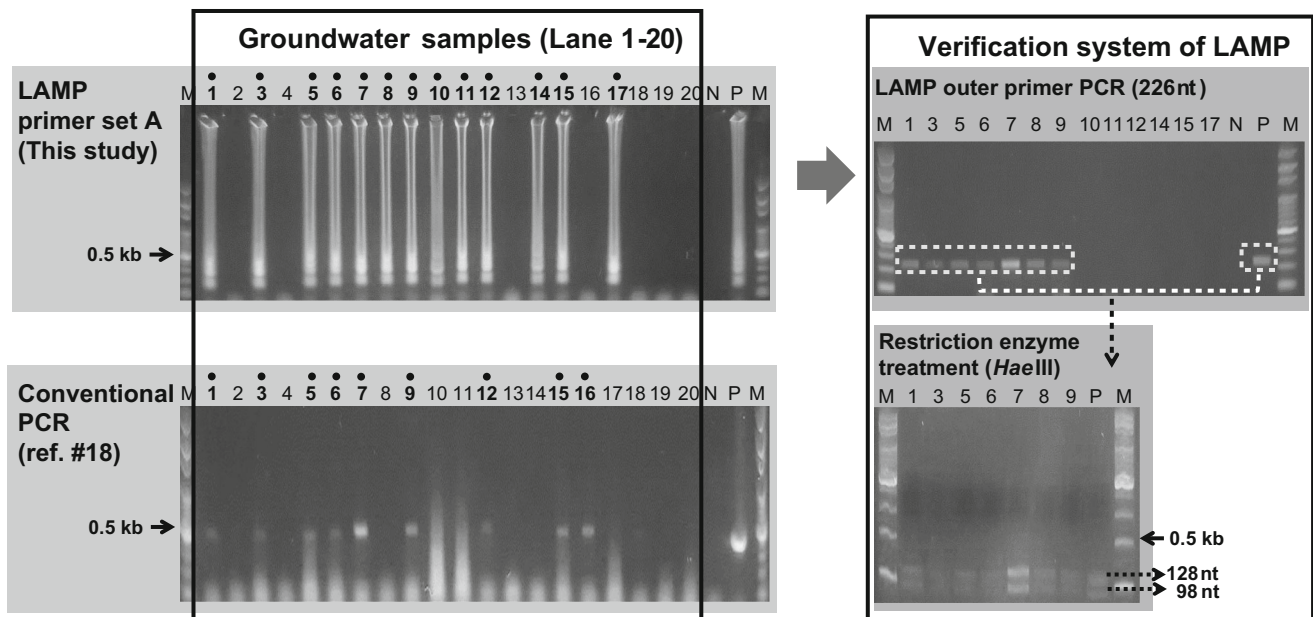 Groundwater samples (Lane 1-20)
LAMP
primer set A
(This study)
M 1 2 3 4 5 6 7 8 9 10 11 12 13 14 15 16 17 18 19 20 N P M
0.5 kb
Conventional
PCR
(ref. #18)
M 1 2 3 4 5 6 7 8 9 10 11 12 13 14 15 16 17 18 19 20 N P M
0.5 kb
Verification system of LAMP
LAMP outer primer PCR (226nt)
M 1 3 5 6 7 8 9 10 11 12 14 15 17 N P M
Restriction enzyme
treatment (HaeIII)
M 1 3 5 6 7 8 9 P M
0.5 kb
128 nt
98 nt